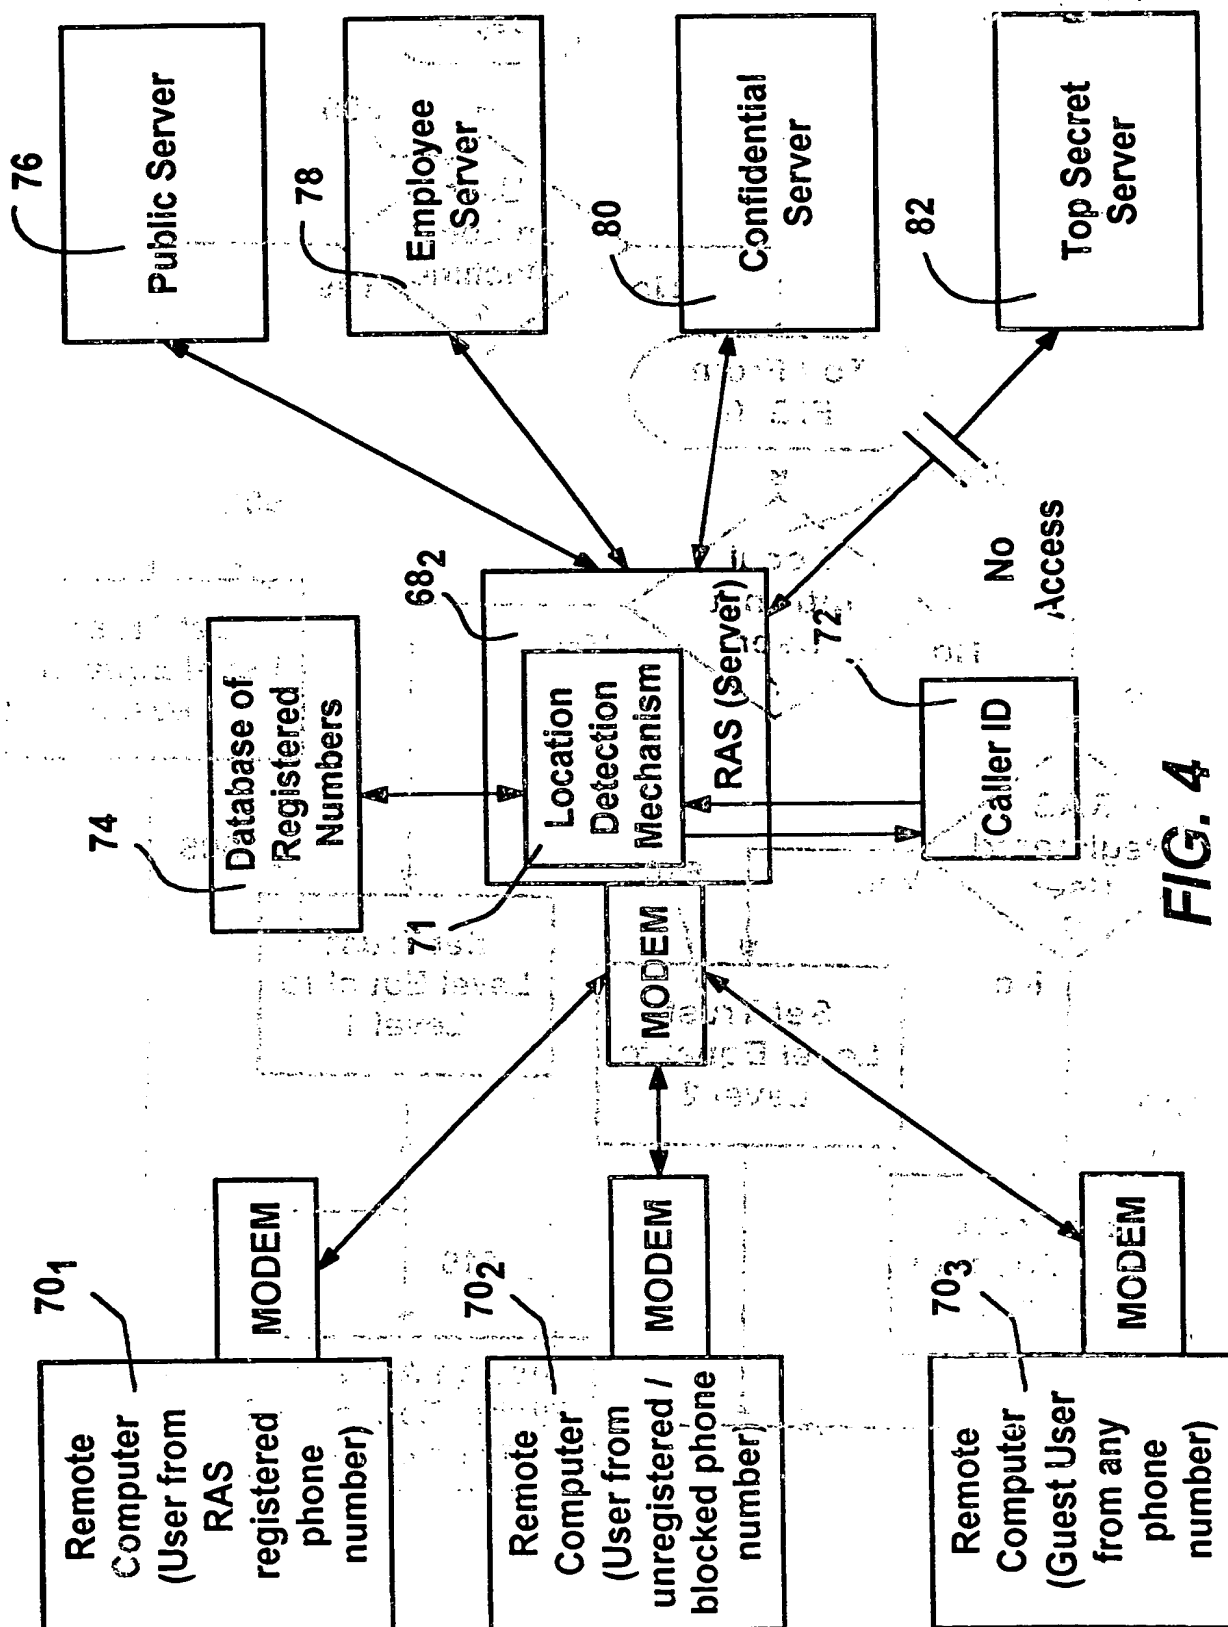 Remote
Computer
(User from
RAS
registered
phone
number)
70₁
MODEM
Remote
Computer
(User from
unregistered /
blocked phone
number)
70₂
MODEM
Remote
Computer
(Guest User
from any
phone
number)
70₃
MODEM
MODEM
74
Database of
Registered
Numbers
68₂
71
Location
Detection
Mechanism
RAS (Server)
72
Caller ID
76
Public Server
78
Employee
Server
80
Confidential
Server
82
Top Secret
Server
No
Access
FIG. 4